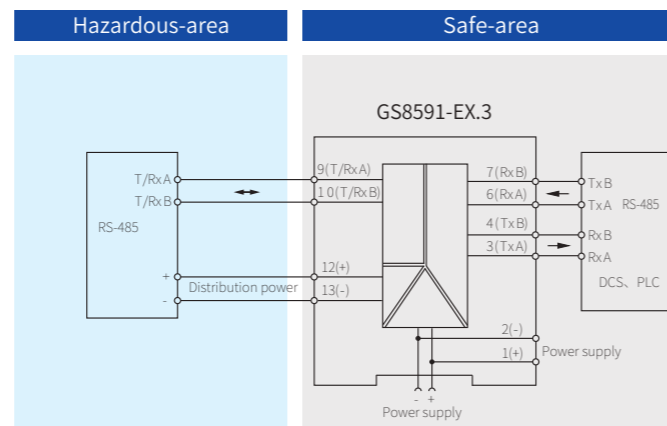 Hazardous-area
Safe-area
GS8591-EX.3
T/RxA
T/RxB
RS-485
+
-
Distribution power
9(T/RxA)
10(T/RxB)
12(+)
13(-)
7(RxB)
6(RxA)
4(TxB)
3(TxA)
TxB
TxA RS-485
RxB
RxA
DCS、PLC
2(-)
1(+)
Power supply
- +
Power supply